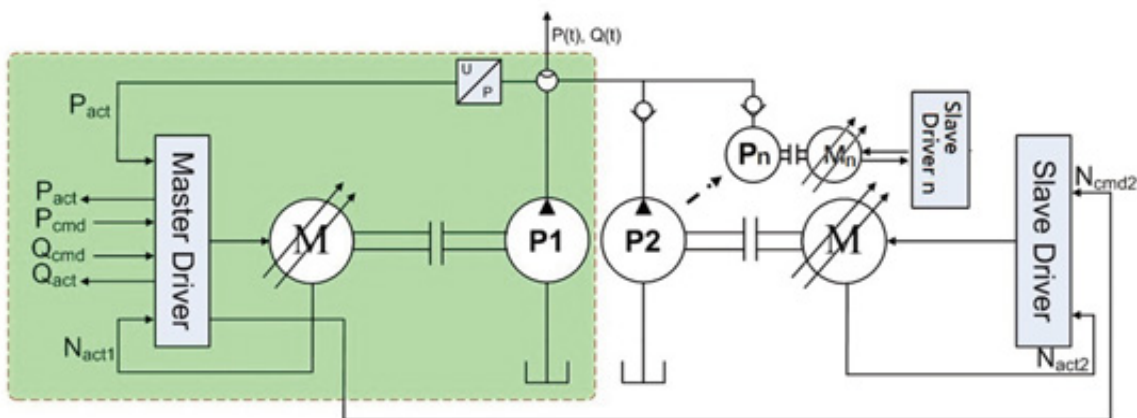 P(t), Q(t)
U
P
Pact
Pact
Pcmd
Qcmd
Qact
Nact1
Master Driver
M
P1
P2
M
Pn
Mn
Slave
Driver n
Slave Driver
Ncmd2
Nact2